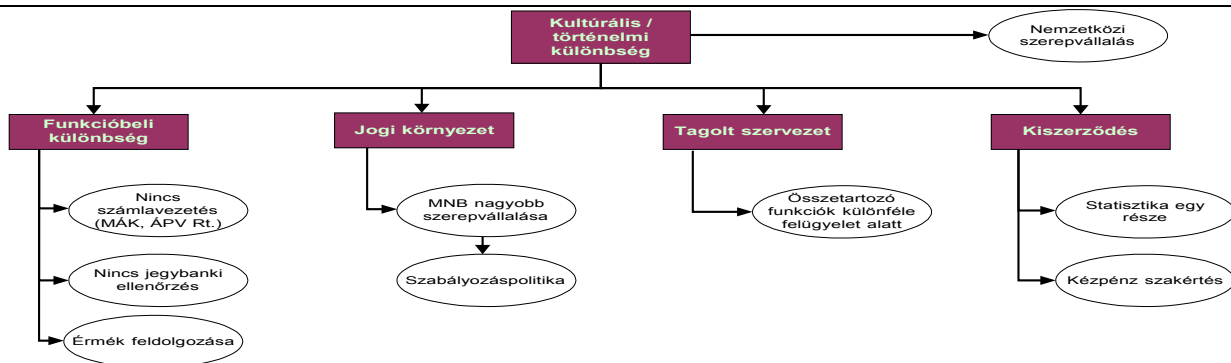 Kultúrális /
történelmi
különbség
Nemzetközi
szerepvállalás
Funkcióbeli
különbség
Jogi környezet
Tagolt szervezet
Kiszerződés
Nincs
számlavezetés
(MÁK, ÁPV Rt.)
MNB nagyobb
szerepvállalása
Összetartozó
funkciók különféle
felügyelet alatt
Statisztika egy
része
Nincs jegybanki
ellenőrzés
Szabályozáspolitika
Kézpénz szakértés
Érmék feldolgozása